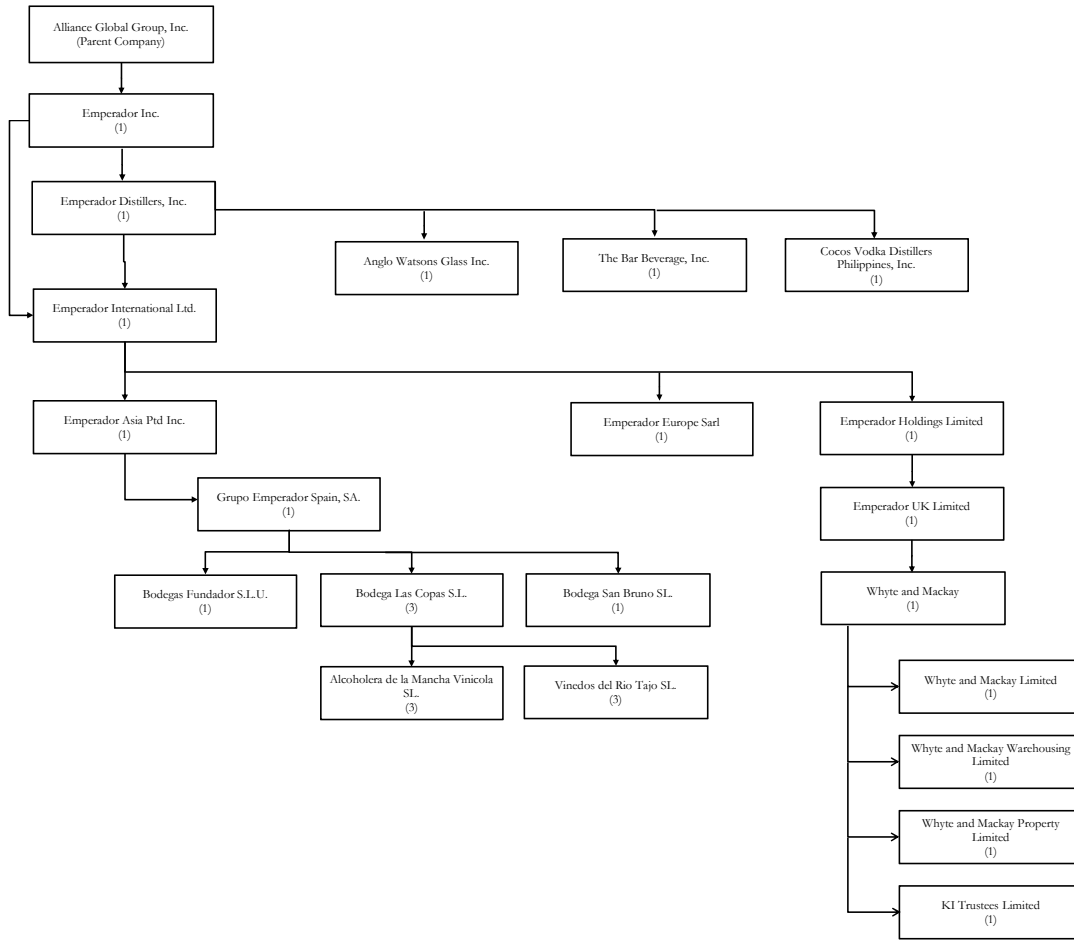 Alliance Global Group, Inc.
(Parent Company)
Emperador Inc.
(1)
Emperador Distillers, Inc.
(1)
Anglo Watsons Glass Inc.
(1)
The Bar Beverage, Inc.
(1)
Cocos Vodka Distillers
Philippines, Inc.
(1)
Emperador International Ltd.
(1)
Emperador Asia Ptd Inc.
(1)
Emperador Europe Sarl
(1)
Emperador Holdings Limited
(1)
Grupo Emperador Spain, SA.
(1)
Emperador UK Limited
(1)
Bodegas Fundador S.L.U.
(1)
Bodega Las Copas S.L.
(3)
Bodega San Bruno SL.
(1)
Whyte and Mackay
(1)
Alcoholera de la Mancha Vinicola
SL.
(3)
Vinedos del Rio Tajo SL.
(3)
Whyte and Mackay Limited
(1)
Whyte and Mackay Warehousing
Limited
(1)
Whyte and Mackay Property
Limited
(1)
KI Trustees Limited
(1)